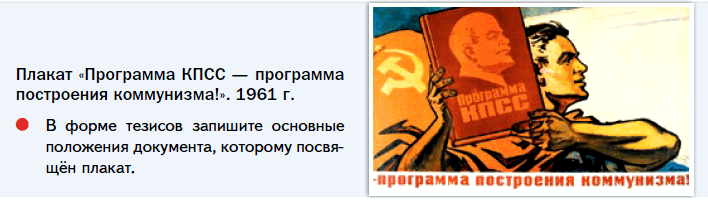 Плакат «Программа КПСС — программа
построения коммунизма!». 1961 г.
В форме тезисов запишите основные
положения документа, которому посвя-
щён плакат.
Программа
КПСС
-программа построения коммунизма!